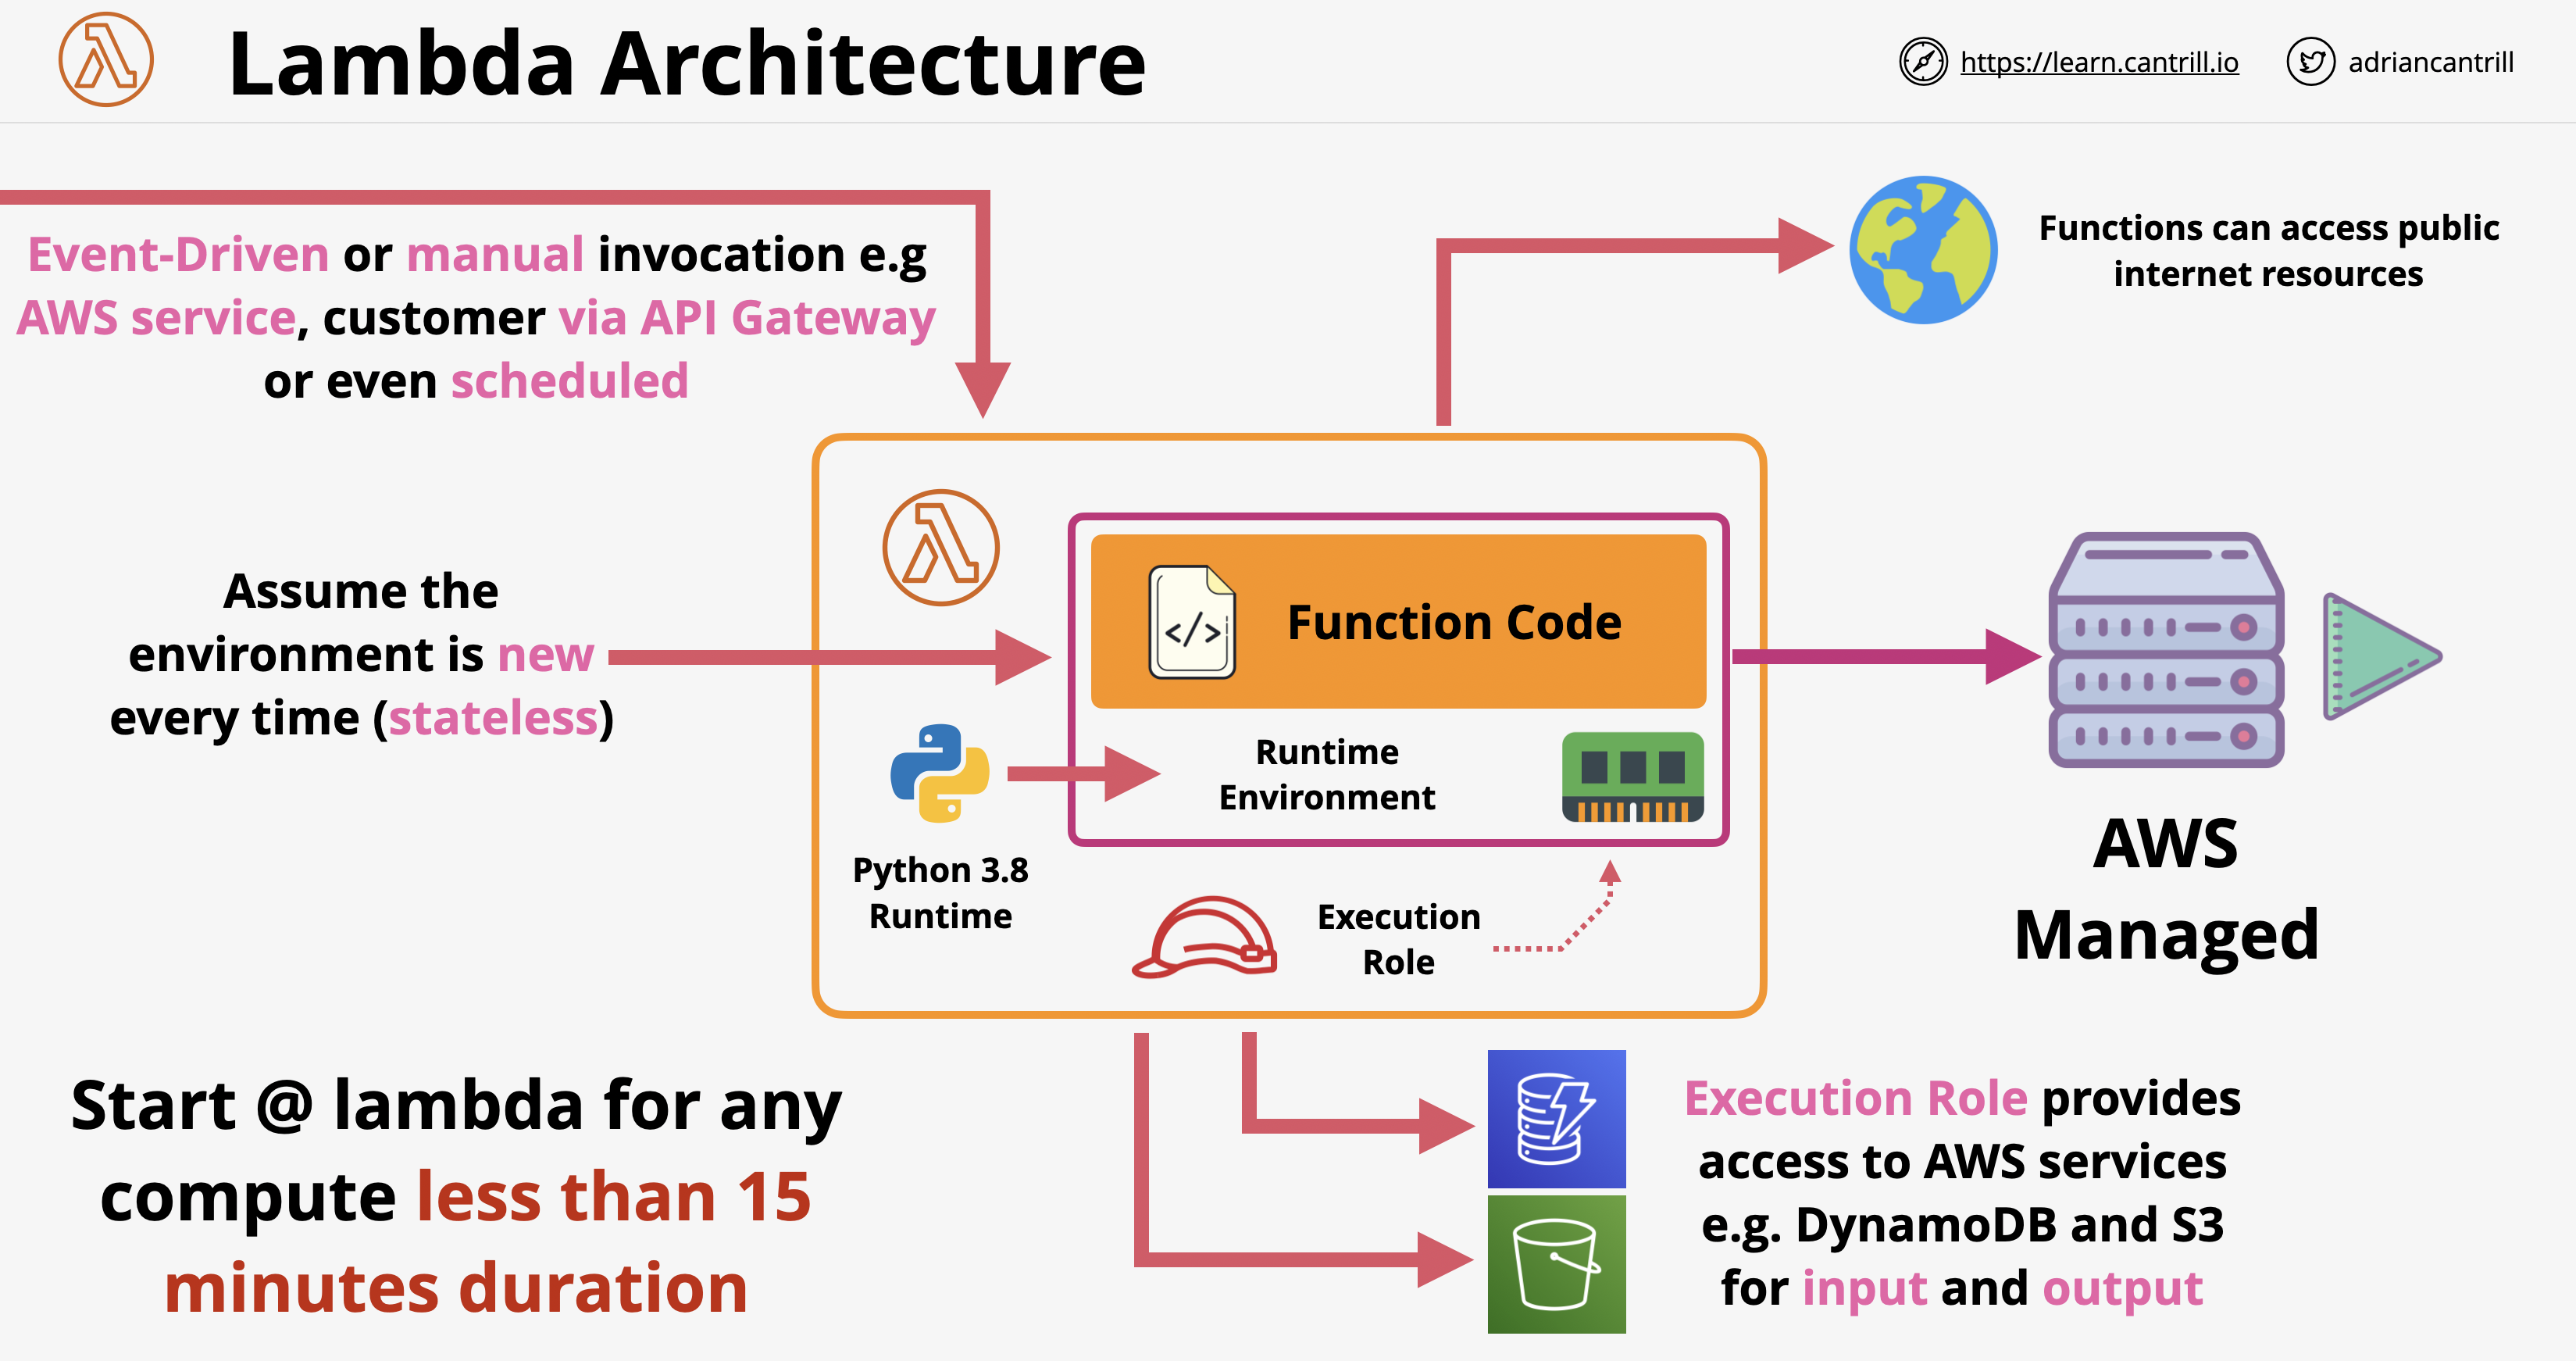 Lambda Architecture
https://learn.cantrill.io
adriancantrill
Event-Driven or manual invocation e.g
AWS service, customer via API Gateway
or even scheduled
Functions can access public
internet resources
Assume the
environment is new
every time (stateless)
</>
Function Code
Runtime
Environment
Python 3.8
Runtime
Execution
Role
AWS
Managed
Start @ lambda for any
compute less than 15
minutes duration
Execution Role provides
access to AWS services
e.g. DynamoDB and S3
for input and output